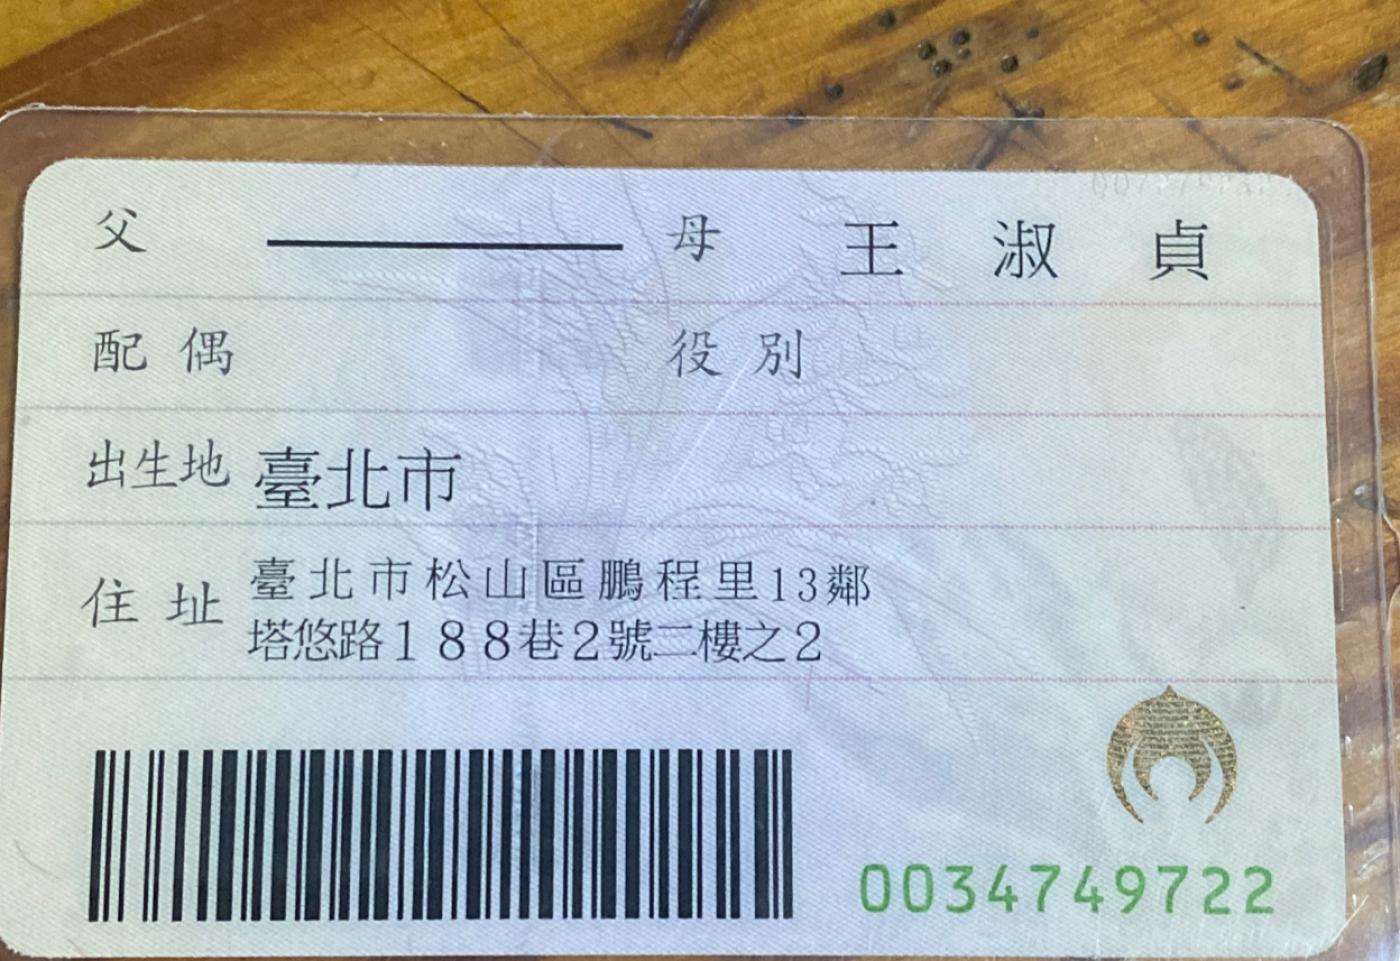 父 母 王淑貞
配偶 役別
出生地 臺北市
住址 臺北市松山區鵬程里13鄰
塔悠路188巷2號二樓之2
0034749722